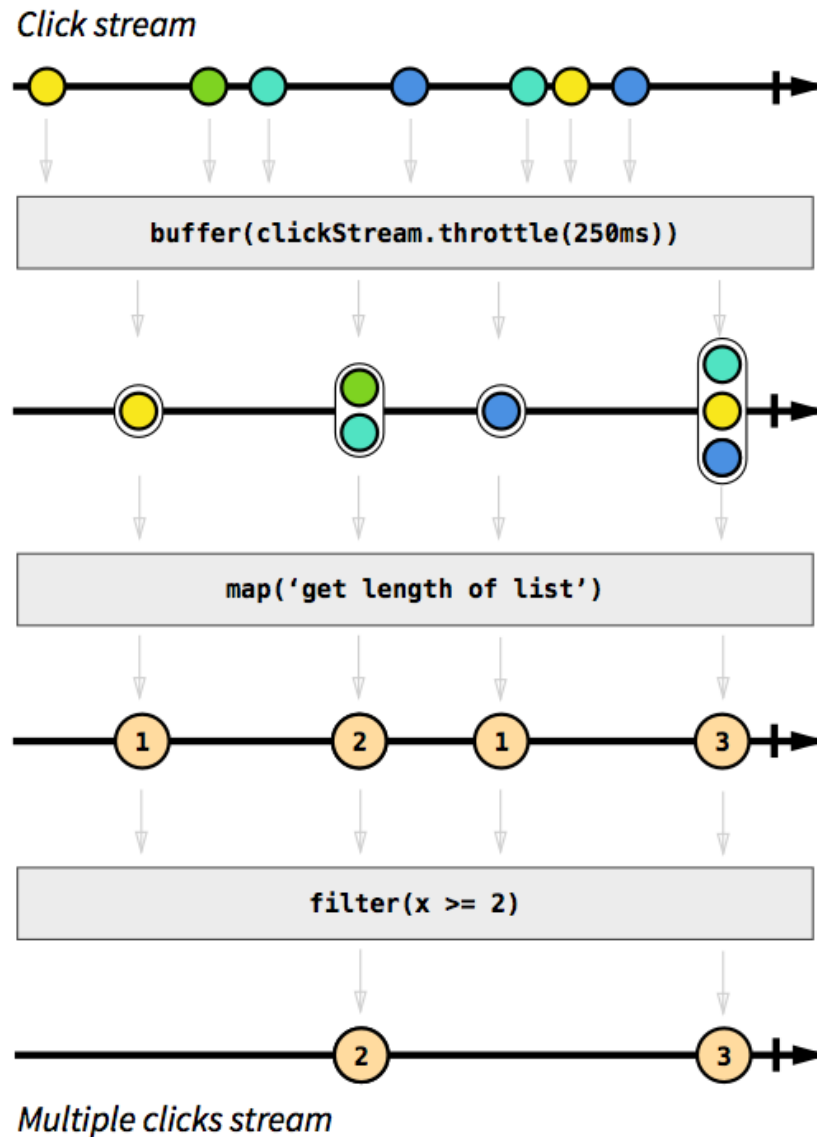 Click stream
buffer(clickStream.throttle(250ms))
map(‘get length of list’)
1 2 1 3
filter(x >= 2)
2 3
Multiple clicks stream